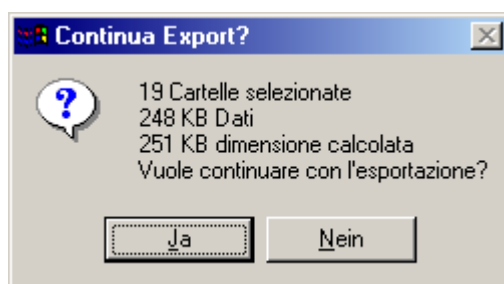 Continua Export?
19 Cartelle selezionate
248 KB Dati
251 KB dimensione calcolata
Vuole continuare con l'esportazione?
Ja
Nein